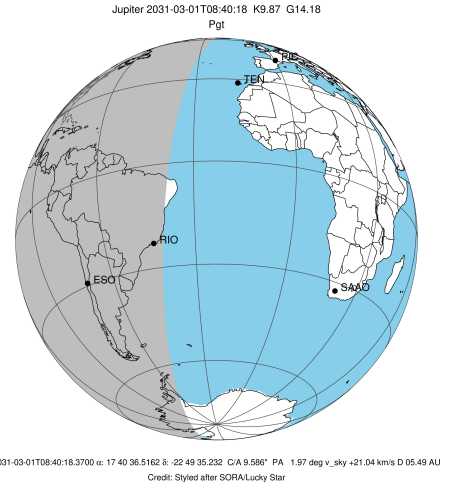 Jupiter 2031-03-01T08:40:18 K9.87 G14.18
Pgt
TEN
RIO
ESO
SAAO
031-03-01T08:40:18.3700 α: 17 40 36.5162 δ: -22 49 35.232 C/A 9.586" PA 1.97 deg v_sky +21.04 km/s D 05.49 AU
Credit: Styled after SORA/Lucky Star